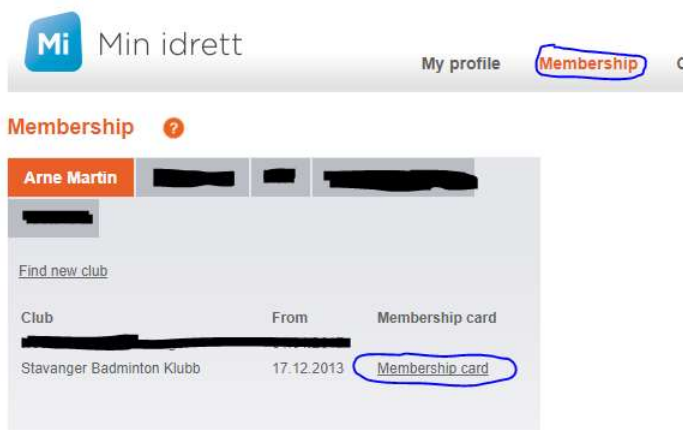 Mi Min idrett
My profile Membership
Membership ?
Arne Martin
Find new club
Club From Membership card
Stavanger Badminton Klubb 17.12.2013 Membership card